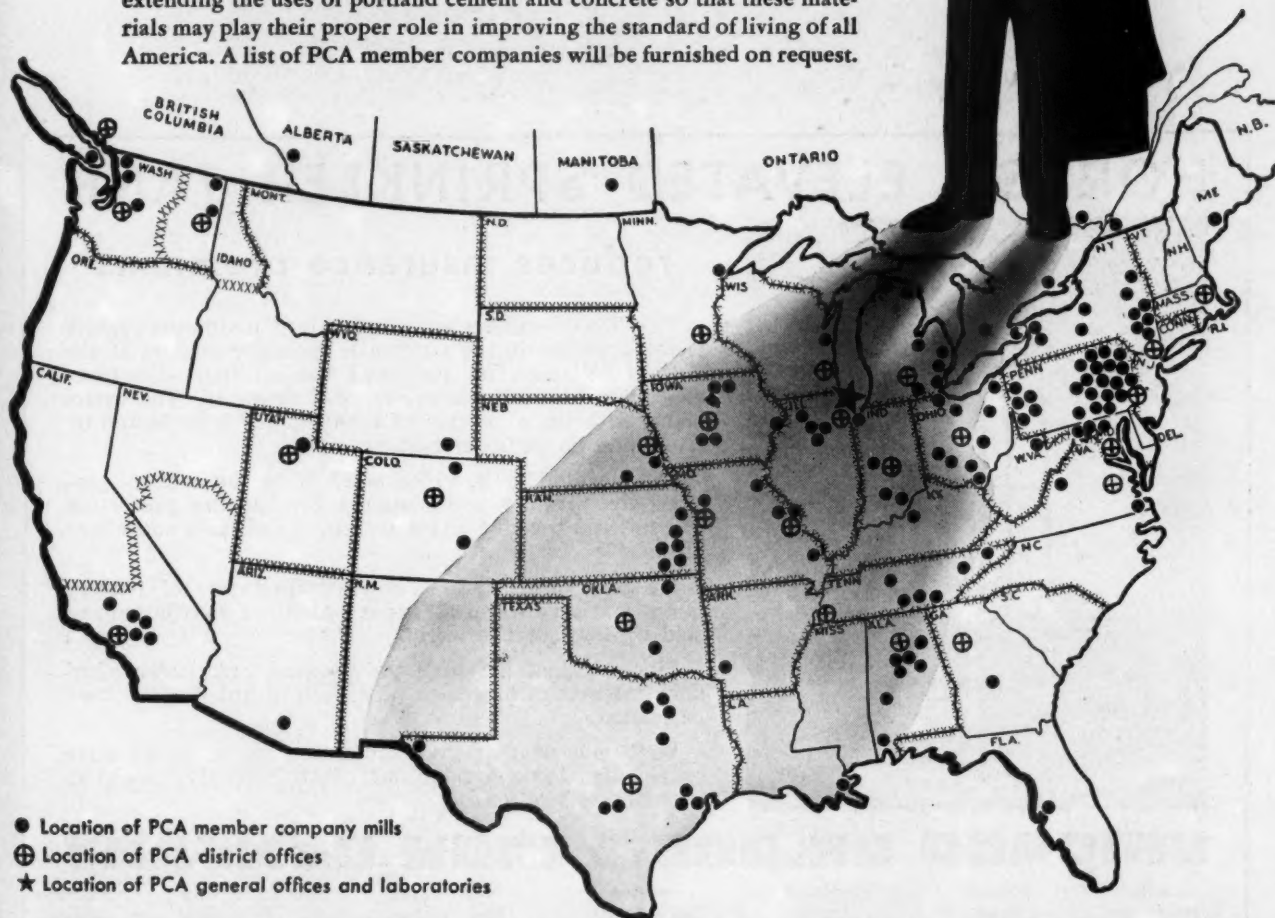 extending the uses of portland cement and concrete so that these mate-
rials may play their proper role in improving the standard of living of all
America. A list of PCA member companies will be furnished on request.
BRITISH
COLUMBIA
ALBERTA
SASKATCHEWAN
MANITOBA
ONTARIO
N.B.
WASH
MONT.
N.D.
MINN.
ME
ORE.
IDAHO
WIS
NY
VT.
N.H.
S.D.
MASS.
CONN.
R.I.
WYO.
CALIF.
NEV.
IOWA
PENN
N.J.
UTAH
NEB
ILL
IND
OHIO
DEL
COLO.
MO.
W.VA.
VA.
KAN.
KY.
ARIZ.
N.M.
OKLA.
TENN
N.C.
TEXAS
ARK.
S.C.
MISS
ALA.
GA
LA.
FLA.
● Location of PCA member company mills
⊕ Location of PCA district offices
★ Location of PCA general offices and laboratories